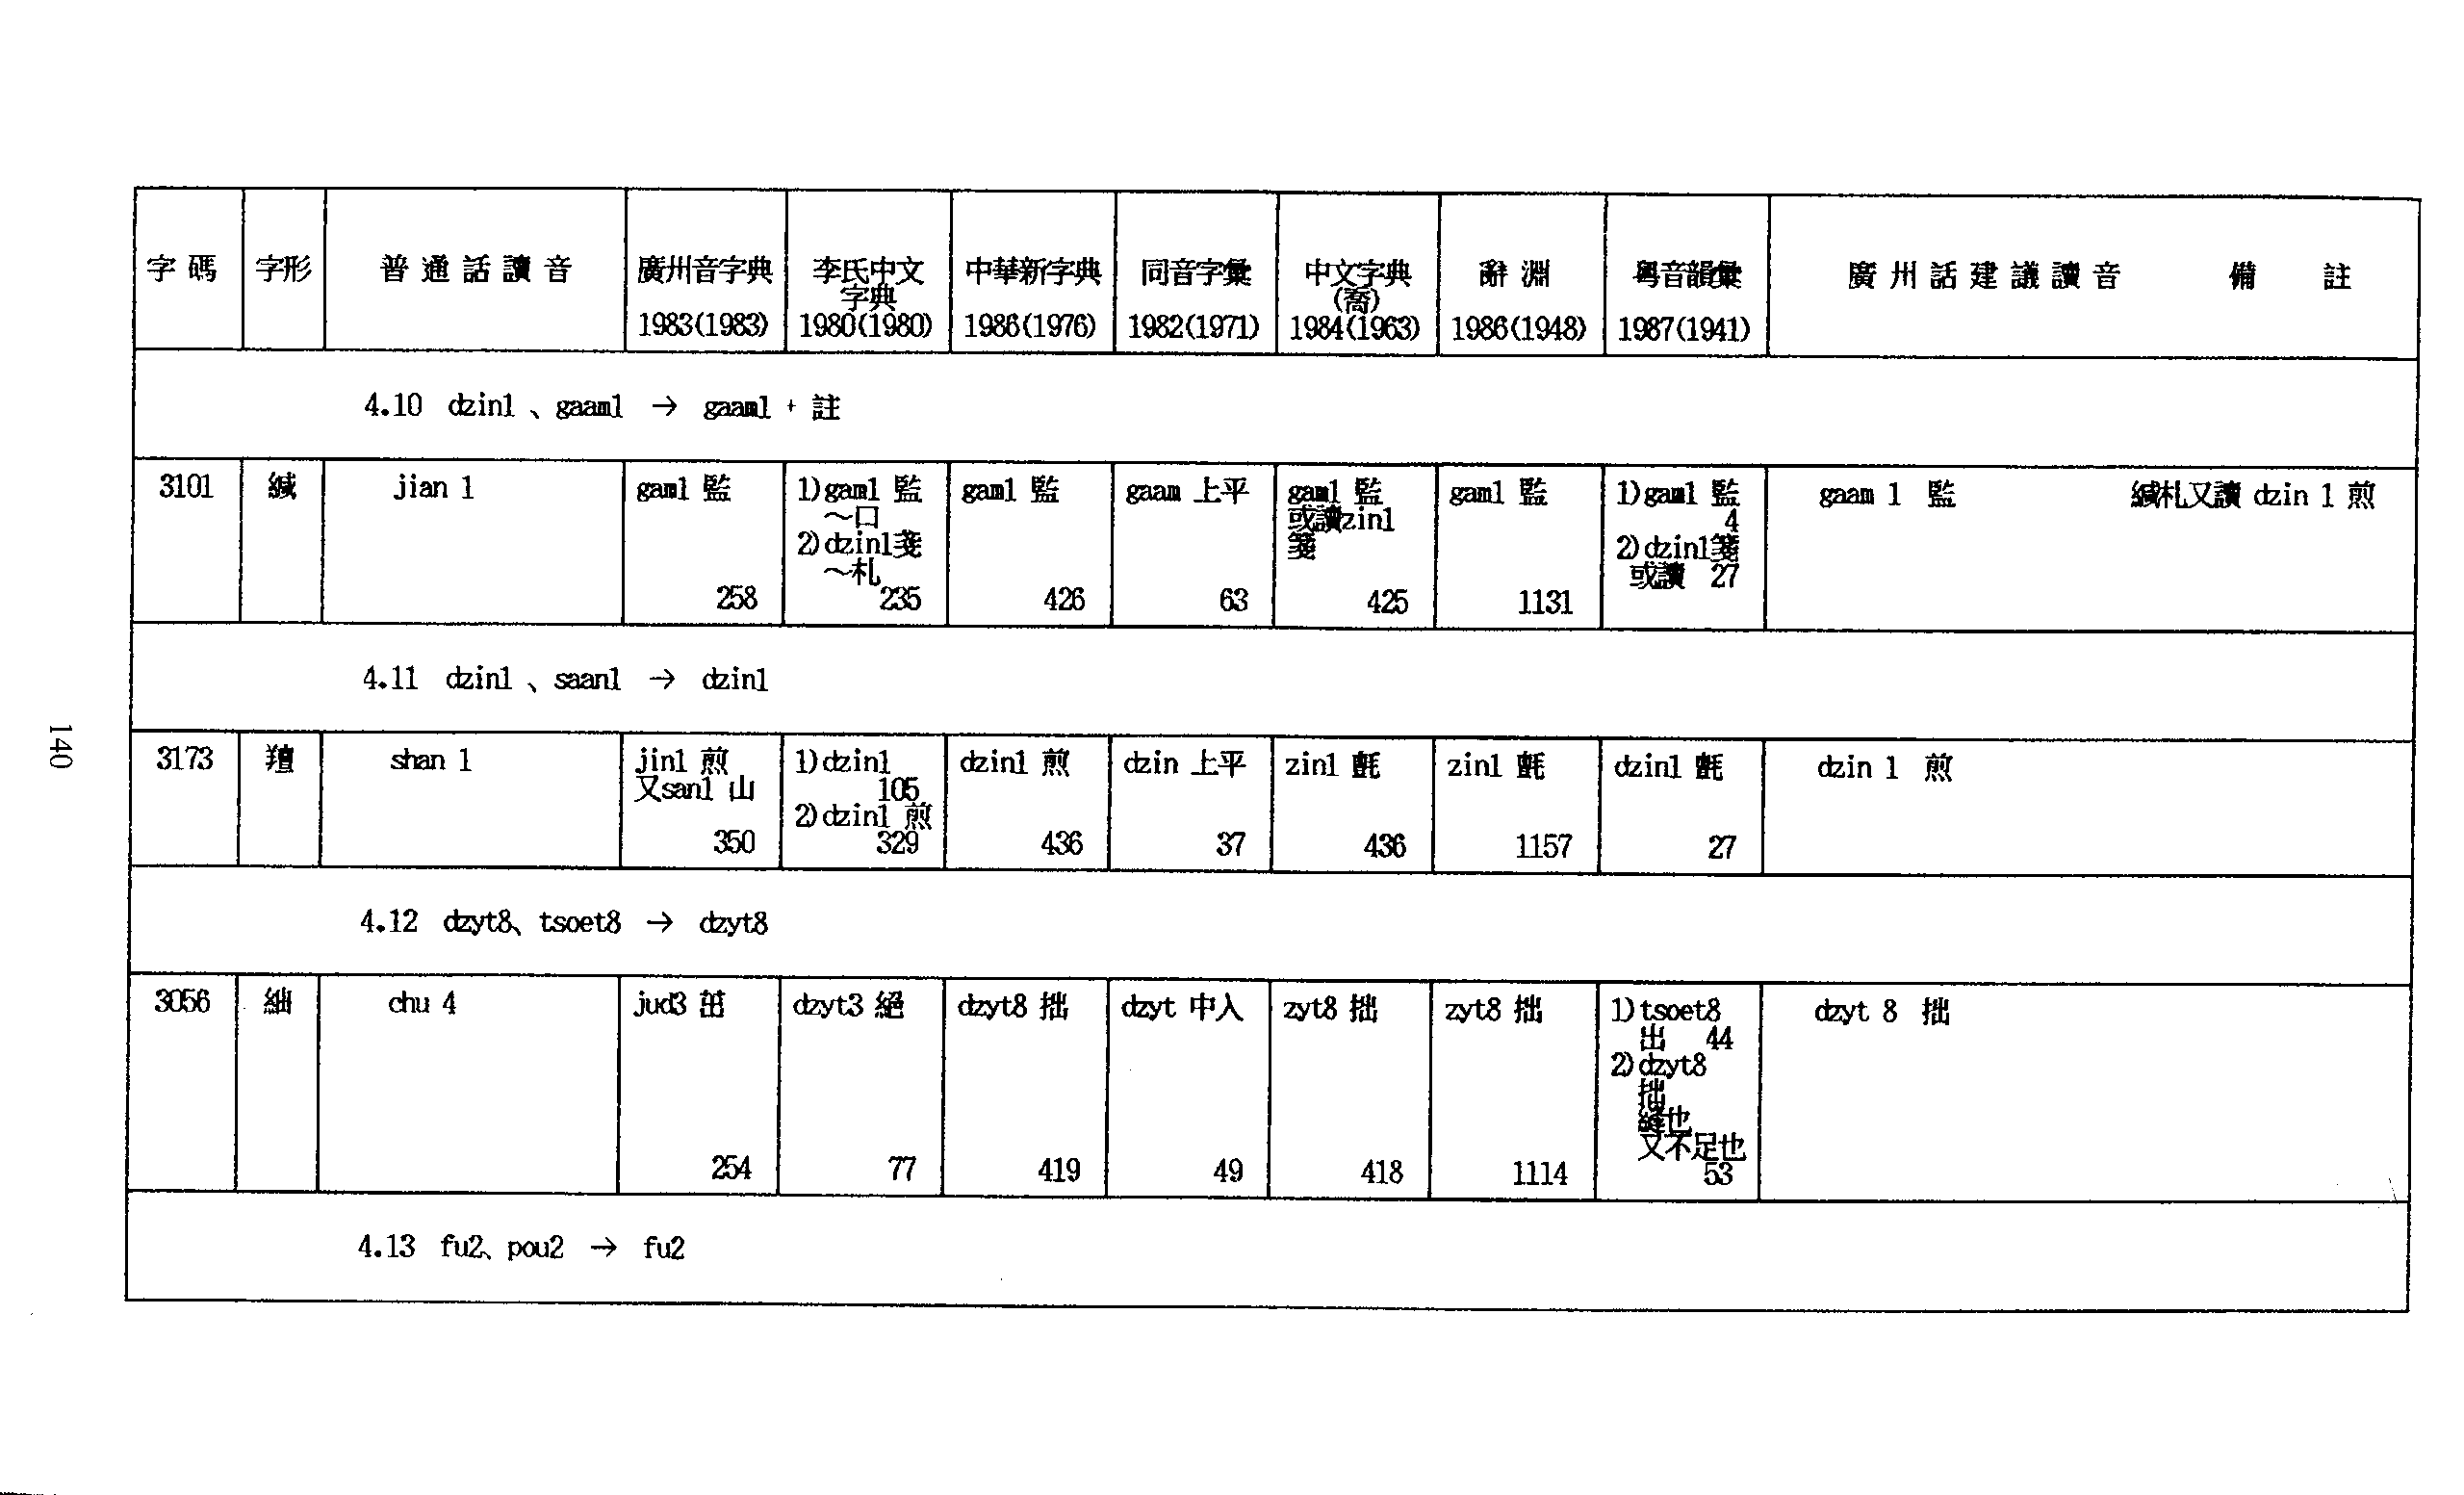 字碼 字形 普通話讀音 廣州音字典 1983(1983) 李氏中文字典 1980(1980) 中華新字典 1986(1976) 同音字彙 1982(1971) 中文字典(喬) 1984(1963) 辭淵 1986(1948) 粵音韻彙 1987(1941) 廣州話建議讀音 備註
4.10 dzin1、gaam1 → gaam1 + 註
3101 緘 jian 1
gam1 監
258
1)gam1 監
～口
2)dzin1箋
～札
235
gam1 監
426
gaam 上平
63
gam1 監
或讀zin1
箋
425
gam1 監
1131
1)gam1 監
4
2)dzin1箋
或讀 27
gaam 1 監 緘札又讀 dzin 1 煎
4.11 dzin1、saan1 → dzin1
3173 羶 shan 1
jin1 煎
又san1 山
350
1)dzin1
105
2)dzin1 煎
329
dzin1 煎
436
dzin 上平
37
zin1 氈
436
zin1 氈
1157
dzin1 氈
27
dzin 1 煎
4.12 dzyt8、tsoet8 → dzyt8
3056 絀 chu 4
jud3 茁
254
dzyt3 絕
77
dzyt8 拙
419
dzyt 中入
49
zyt8 拙
418
zyt8 拙
1114
1)tsoet8
出 44
2)dzyt8
拙
縫也
又不足也
53
dzyt 8 拙
4.13 fu2、pou2 → fu2
140